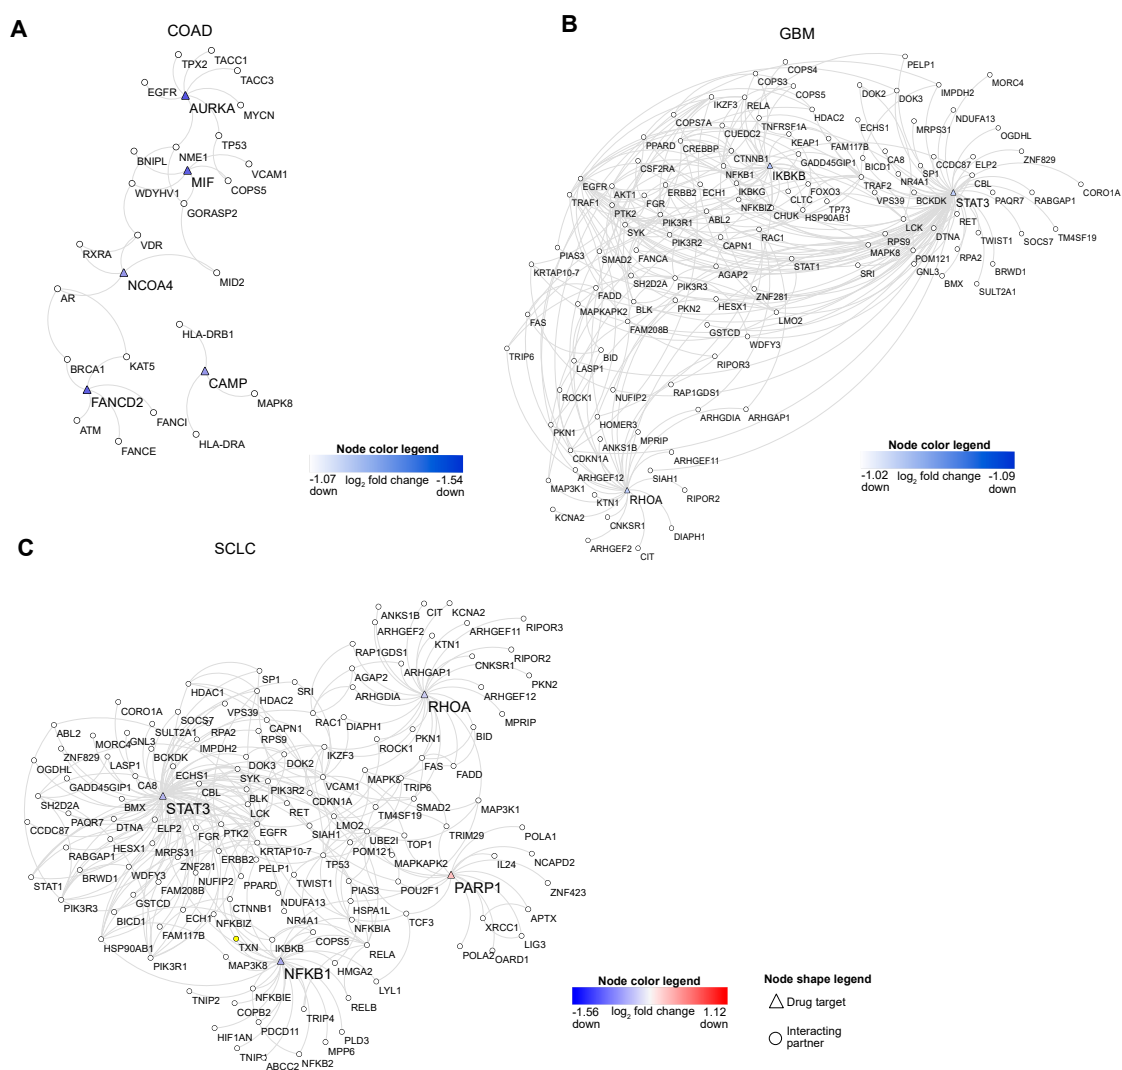 A
COAD
TPX2
TACC1
TACC3
EGFR
AURKA
MYCN
TP53
BNIPL
NME1
VCAM1
MIF
COPS5
WDYHV1
GORASP2
VDR
RXRA
NCOA4
MID2
AR
HLA-DRB1
BRCA1
KAT5
CAMP
FANCD2
MAPK8
FANCI
ATM
FANCE
HLA-DRA
Node color legend
-1.07 log2 fold change -1.54
down down
B
GBM
PELP1
COPS4
COPS3
MORC4
COPS5
DOK2
DOK3
IMPDH2
IKZF3
RELA
HDAC2
NDUFA13
COPS7A
CUEDC2
TNFRSF1A
ECHS1
MRPS31
OGDHL
PPARD
CREBBP
KEAP1
FAM117B
CTNNB1
GADD45GIP1
BICD1
CA8
CCDC87
ELP2
ZNF829
CSF2RA
NFKB1
IKBKB
SP1
TRAF2
NR4A1
CBL
CORO1A
EGFR
AKT1
ERBB2
ECH1
IKBKG
FOXO3
TRAF1
FGR
CLTC
VPS39
BCKDK
STAT3
PAQR7
RABGAP1
PTK2
NFKBIZ
TP73
PIK3R1
ABL2
CHUK
HSP90AB1
SYK
LCK
RET
PIK3R2
CAPN1
RAC1
RPS9
DTNA
TWIST1
SOCS7
TM4SF19
PIAS3
SMAD2
FANCA
MAPK8
POM121
RPA2
KRTAP10-7
AGAP2
STAT1
SRI
GNL3
BRWD1
SH2D2A
PIK3R3
BMX
SULT2A1
FADD
ZNF281
MAPKAPK2
BLK
PKN2
HESX1
FAS
LMO2
FAM208B
GSTCD
WDFY3
TRIP6
BID
LASP1
RIPOR3
ROCK1
NUFIP2
RAP1GDS1
ARHGDIA
ARHGAP1
HOMER3
PKN1
MPRIP
ANKS1B
CDKN1A
ARHGEF11
ARHGEF12
SIAH1
MAP3K1
RHOA
RIPOR2
KTN1
KCNA2
CNKSR1
DIAPH1
ARHGEF2
CIT
Node color legend
-1.02 log2 fold change -1.09
down down
C
SCLC
ANKS1B
CIT
KCNA2
ARHGEF2
ARHGEF11
RIPOR3
KTN1
RAP1GDS1
RIPOR2
ARHGAP1
CNKSR1
SP1
AGAP2
PKN2
HDAC1
SRI
ARHGDIA
ARHGEF12
HDAC2
RHOA
CORO1A
VPS39
SOCS7
RAC1
DIAPH1
MPRIP
ABL2
SULT2A1
RPA2
CAPN1
MORC4
GNL3
RPS9
PKN1
BID
IMPDH2
ROCK1
ZNF829
BCKDK
IKZF3
OGDHL
LASP1
DOK3
DOK2
FAS
FADD
ECHS1
SYK
GADD45GIP1
CA8
MAPK8
CBL
PIK3R2
VCAM1
TRIP6
SH2D2A
BMX
STAT3
BLK
CDKN1A
SMAD2
MAP3K1
PAQR7
LCK
RET
TM4SF19
CCDC87
DTNA
ELP2
FGR
PTK2
EGFR
SIAH1
LMO2
TRIM29
POLA1
HESX1
UBE2I
TOP1
RABGAP1
MRPS31
KRTAP10-7
POM121
ERBB2
TP53
MAPKAPK2
IL24
NCAPD2
STAT1
BRWD1
WDFY3
ZNF281
PELP1
NUFIP2
TWIST1
PARP1
ZNF423
FAM208B
PPARD
PIAS3
POU2F1
PIK3R3
GSTCD
NDUFA13
BICD1
ECH1
CTNNB1
HSPA1L
TCF3
APTX
NFKBIZ
NR4A1
NFKBIA
XRCC1
FAM117B
COPS5
LIG3
HSP90AB1
TXN
IKBKB
RELA
POLA2
OARD1
PIK3R1
MAP3K8
NFKB1
HMGA2
LYL1
TNIP2
NFKBIE
RELB
COPB2
TRIP4
HIF1AN
PDCD11
PLD3
MPP6
ABCC2
NFKB2
Node color legend
-1.56 log2 fold change 1.12
down down
Node shape legend
Drug target
Interacting
partner